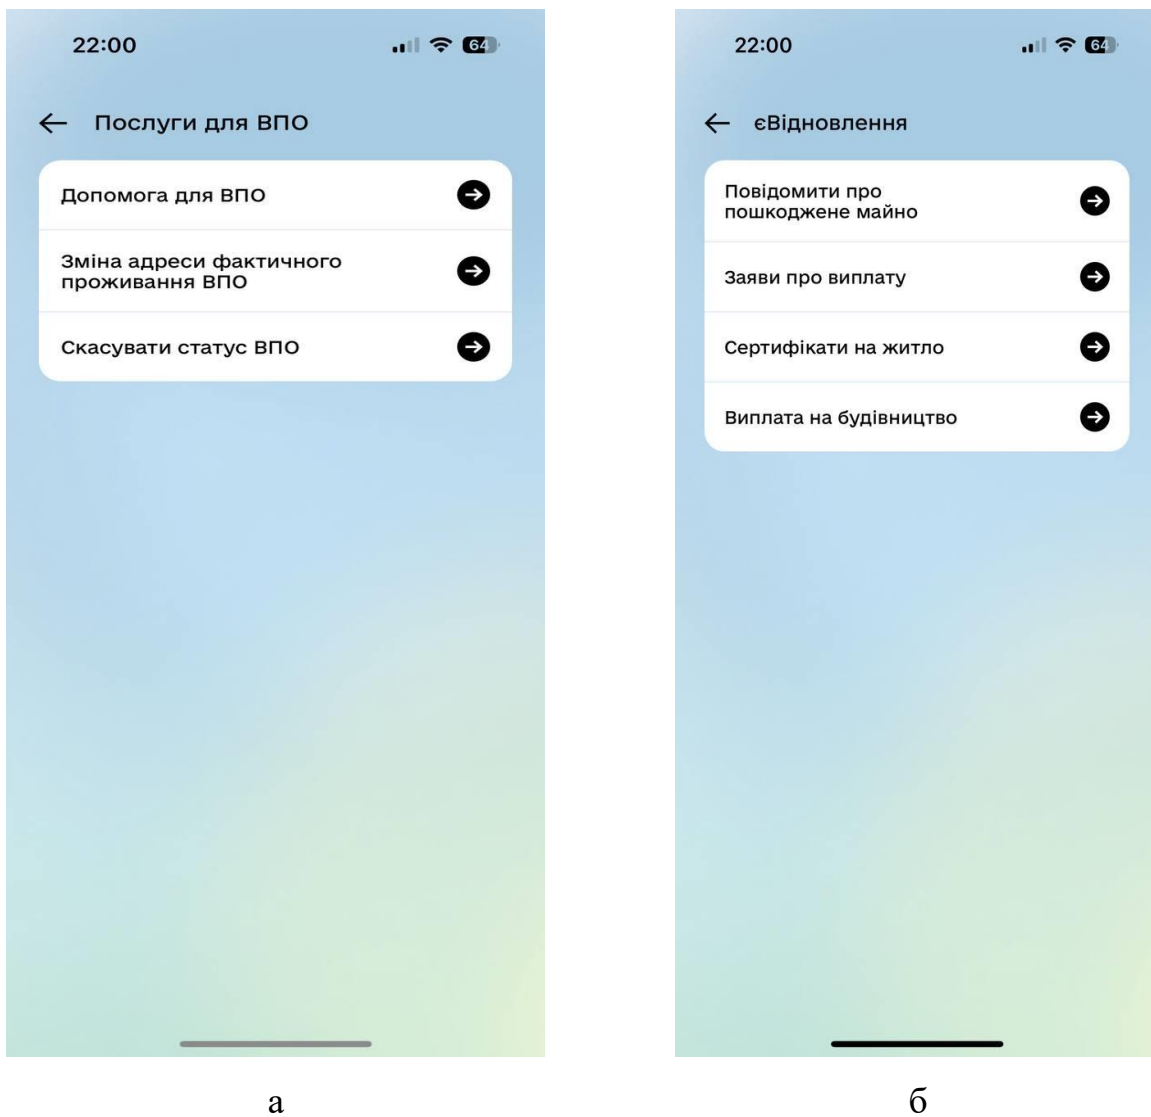 22:00
64
Послуги для ВПО
Допомога для ВПО
Зміна адреси фактичного
проживання ВПО
Скасувати статус ВПО
а
22:00
64
єВідновлення
Повідомити про
пошкоджене майно
Заяви про виплату
Сертифікати на житло
Виплата на будівництво
б